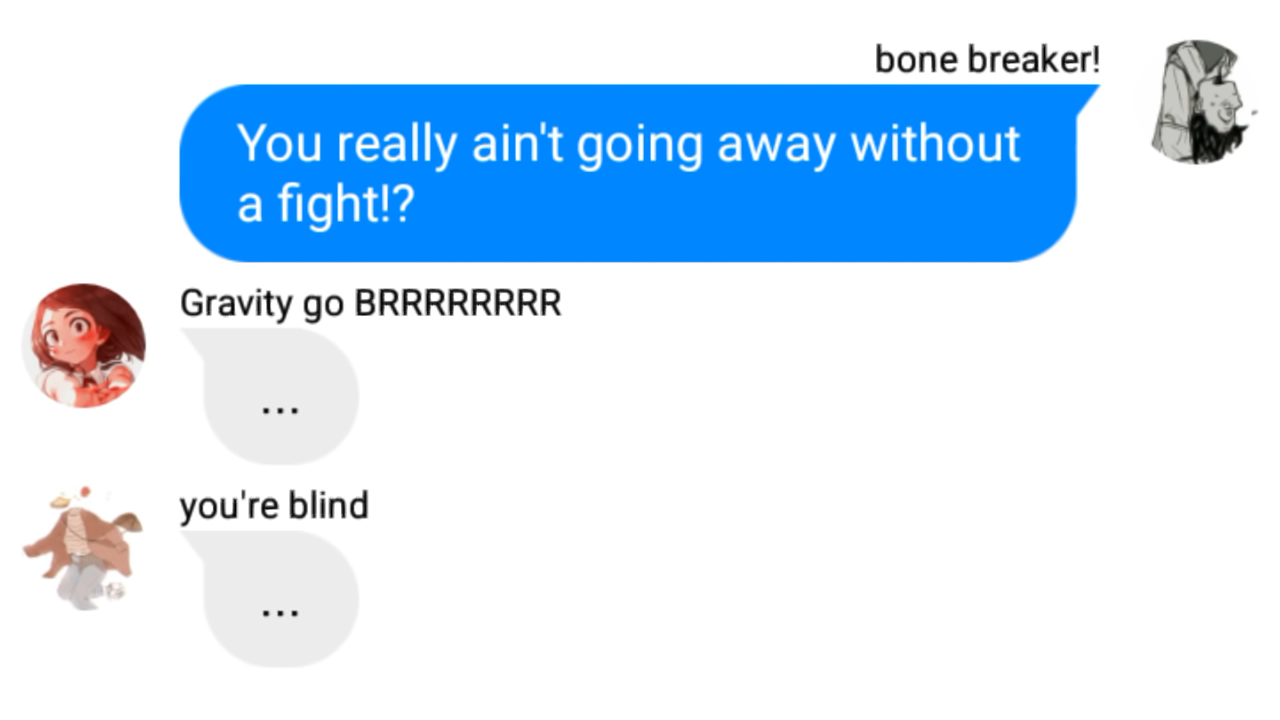 bone breaker!
You really ain't going away without
a fight!?
Gravity go BRRRRRRRR
...
you're blind
...